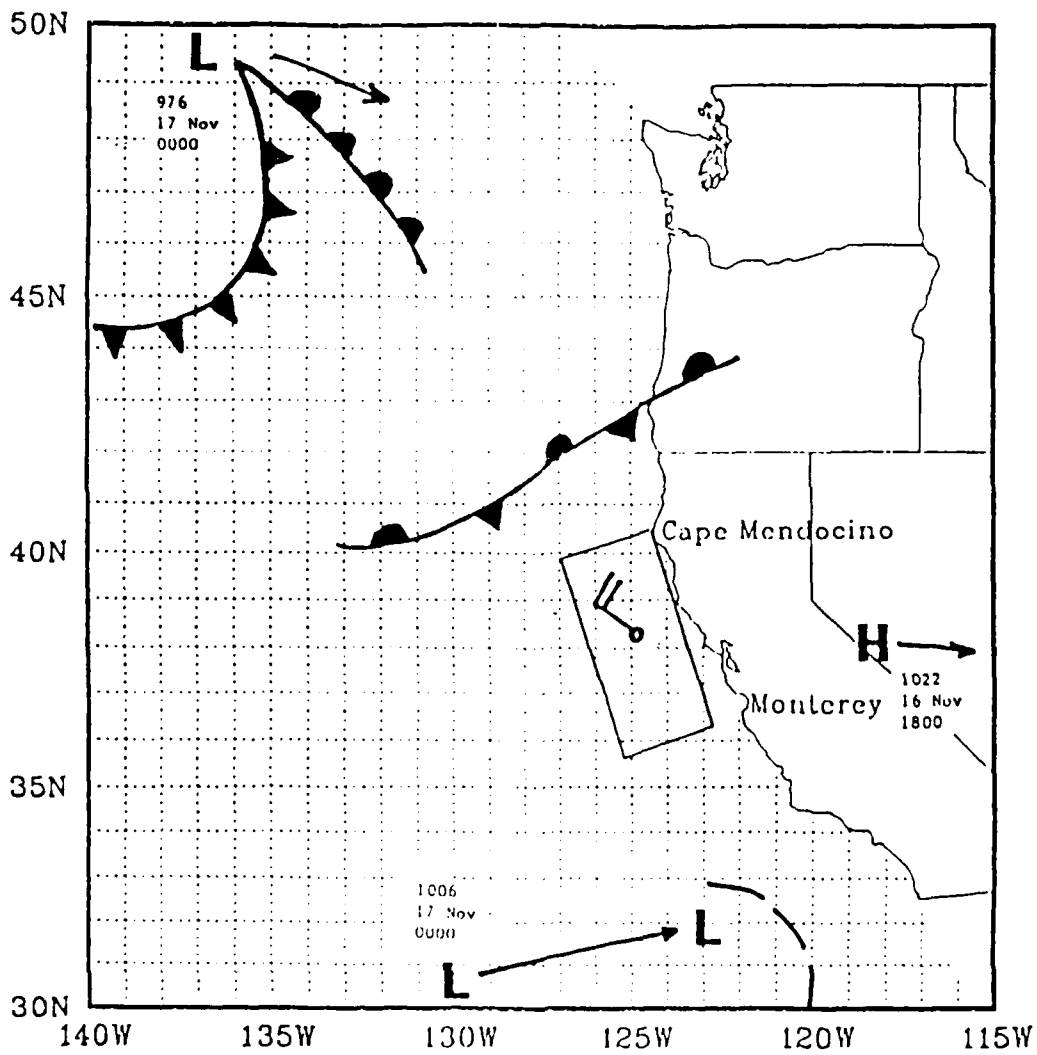 50N
L
976
17 Nov
0000
45N
Cape Mendocino
40N
H
1022
16 Nov
1800
Monterey
35N
1006
17 Nov
0000
L
L
30N
140W 135W 130W 125W 120W 115W